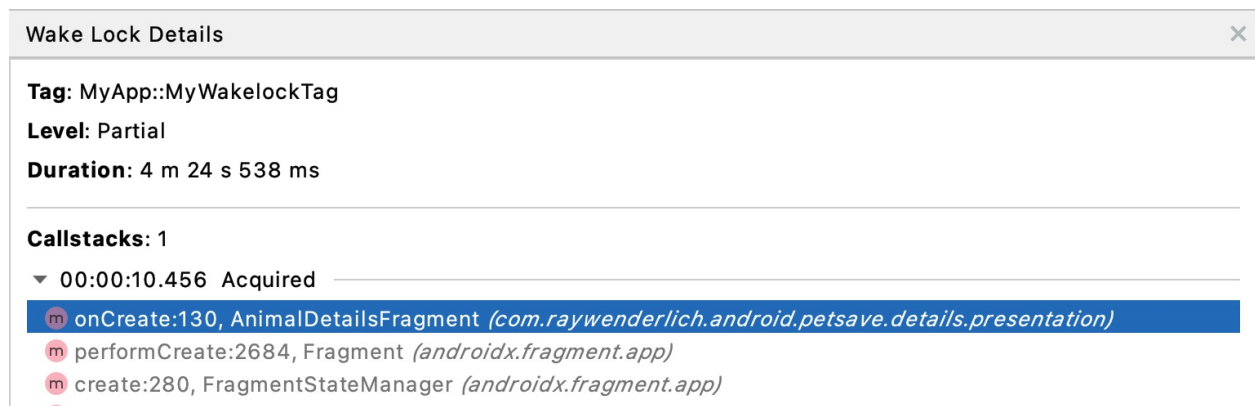 Wake Lock Details
Tag: MyApp::MyWakelockTag
Level: Partial
Duration: 4 m 24 s 538 ms
Callstacks: 1
00:00:10.456 Acquired
m onCreate:130, AnimalDetailsFragment (com.raywenderlich.android.petsave.details.presentation)
m performCreate:2684, Fragment (androidx.fragment.app)
m create:280, FragmentStateManager (androidx.fragment.app)